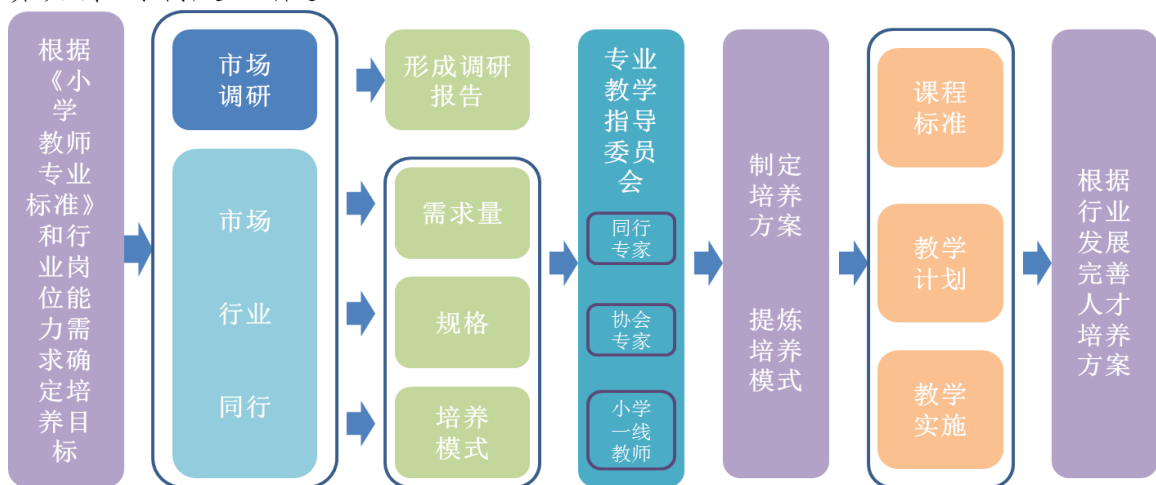 根据
《小
学
教师
专业
标准》
和行
业岗
位能
力需
求确
定培
养目
标
市场
调研
市场
行业
同行
形成调研
报告
需求量
规格
培养
模式
专业
教学
指导
委员
会
同行
专家
协会
专家
小学
一线
教师
制定
培养
方案
提炼
培养
模式
课程
标准
教学
计划
教学
实施
根据
行业
发展
完善
人才
培养
方案